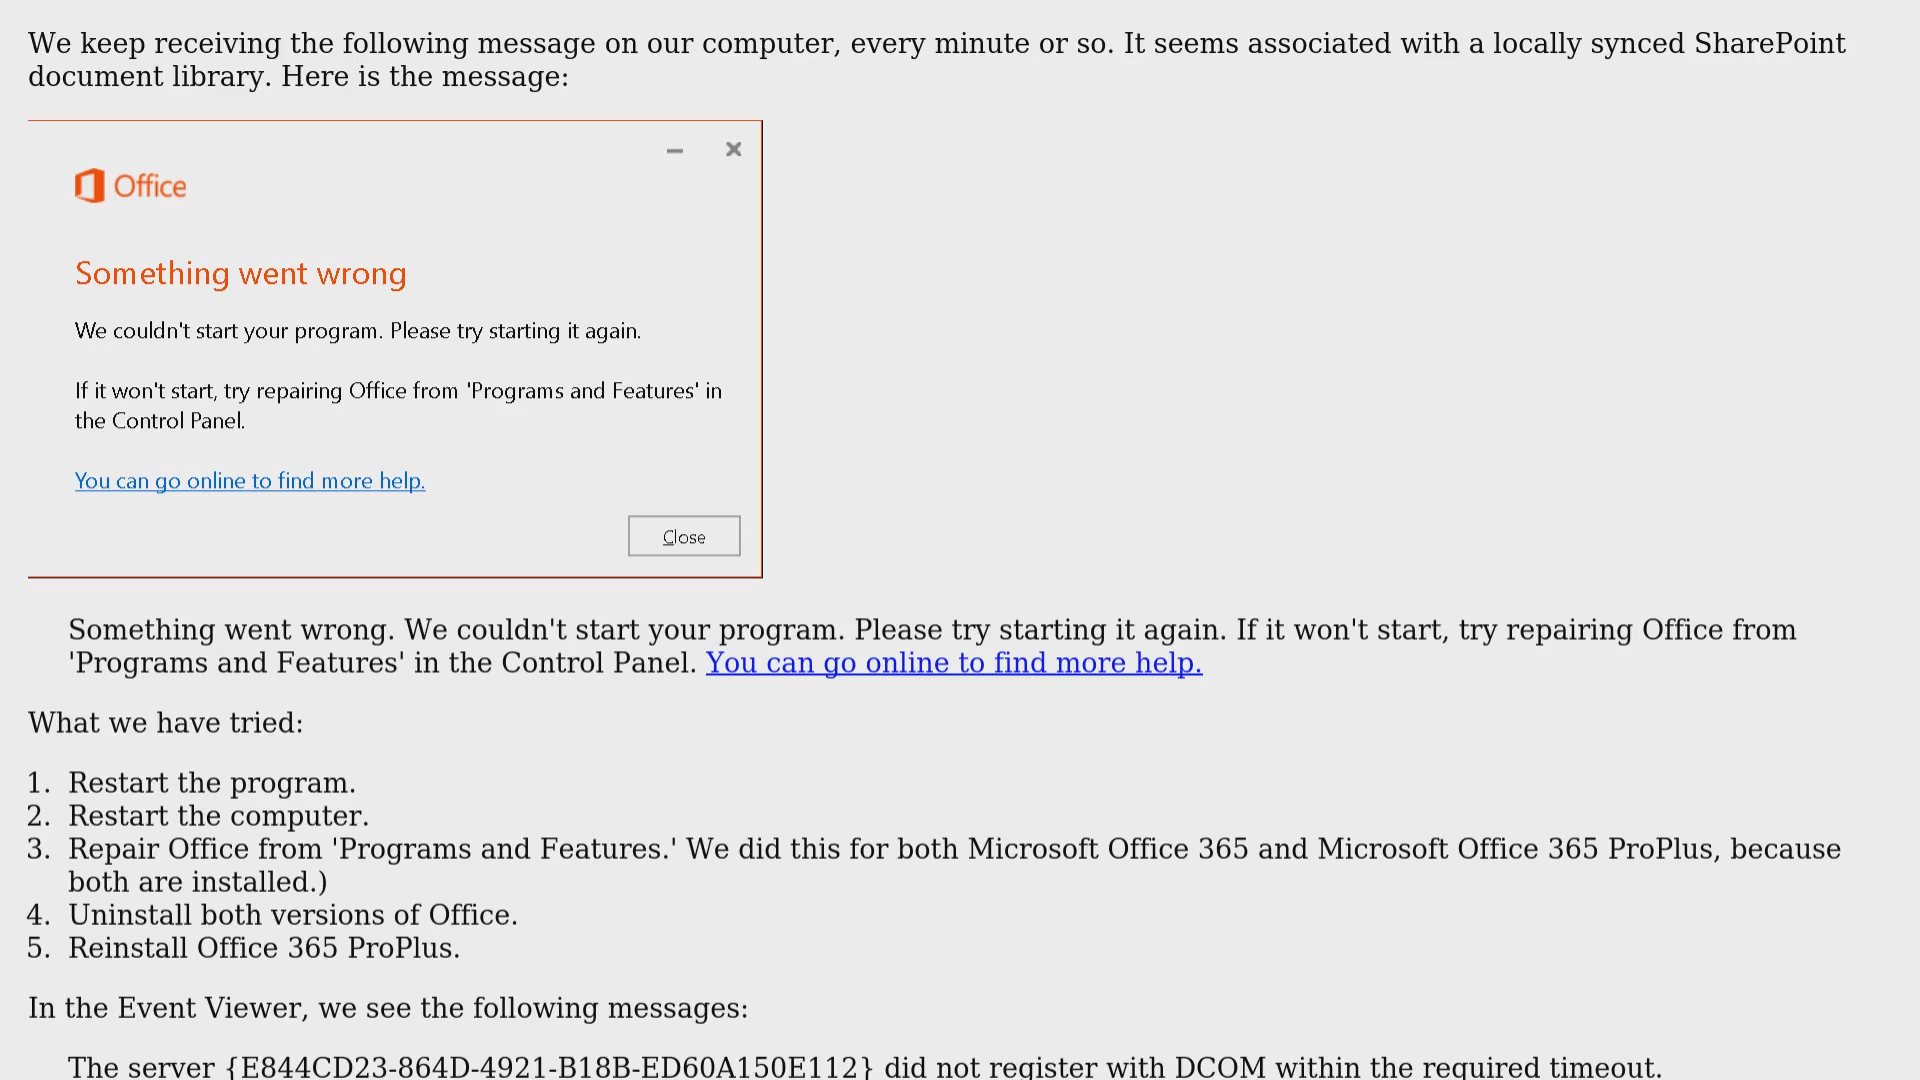 We keep receiving the following message on our computer, every minute or so. It seems associated with a locally synced SharePoint
document library. Here is the message:
Office
Something went wrong
We couldn't start your program. Please try starting it again.
If it won't start, try repairing Office from 'Programs and Features' in
the Control Panel.
You can go online to find more help.
Close
Something went wrong. We couldn't start your program. Please try starting it again. If it won't start, try repairing Office from
'Programs and Features' in the Control Panel. You can go online to find more help.
What we have tried:
1. Restart the program.
2. Restart the computer.
3. Repair Office from 'Programs and Features.' We did this for both Microsoft Office 365 and Microsoft Office 365 ProPlus, because
both are installed.)
4. Uninstall both versions of Office.
5. Reinstall Office 365 ProPlus.
In the Event Viewer, we see the following messages:
The server {E844CD23-864D-4921-B18B-ED60A150E112} did not register with DCOM within the required timeout.